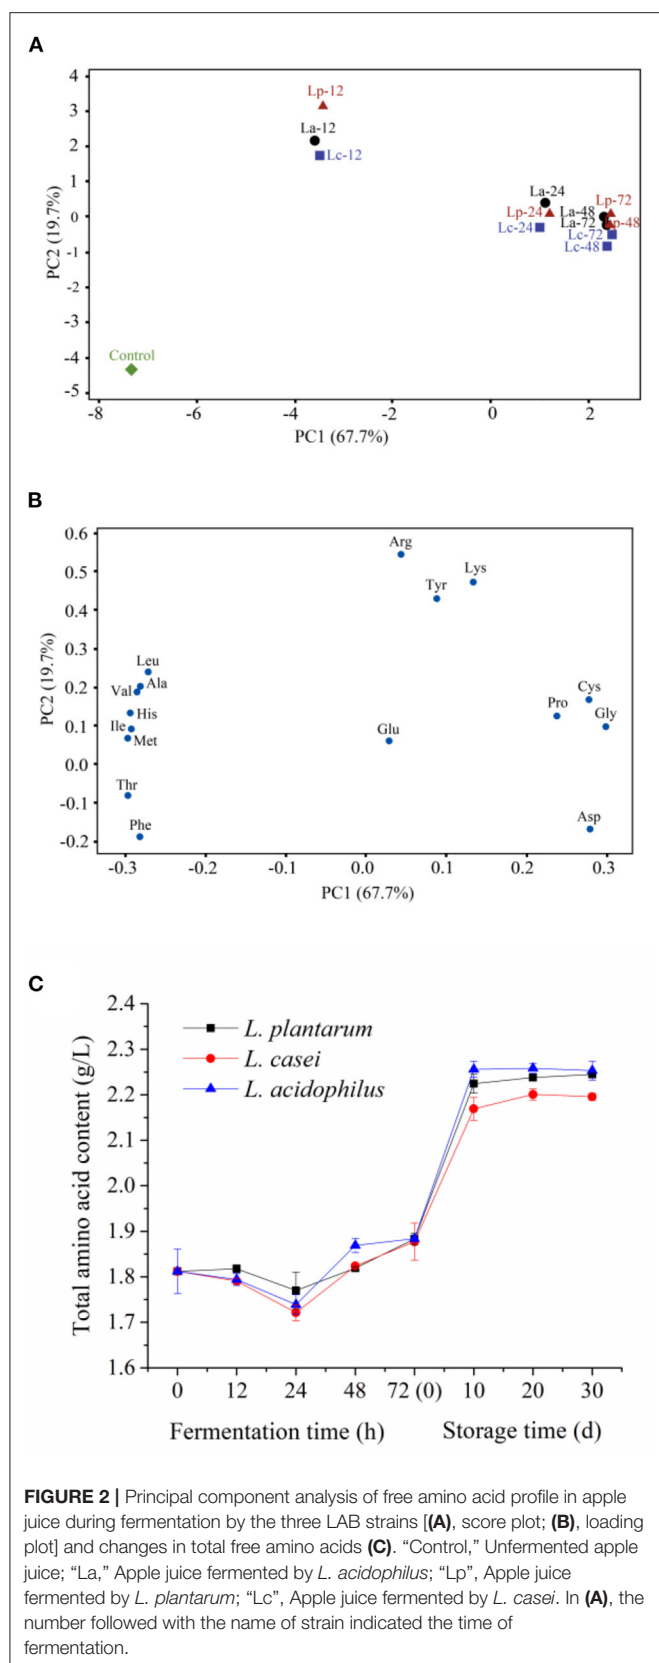 A
4
3
2
1
0
-1
-2
-3
-4
-5
PC2 (19.7%)
Lp-12
La-12
Lc-12
La-24
Lp-24
Lc-24
Lp-72
La-48
La-72
Lp-48
Lc-72
Lc-48
Control
-8 -6 -4 -2 0 2
PC1 (67.7%)
B
0.6
0.5
0.4
0.3
0.2
0.1
0.0
-0.1
-0.2
PC2 (19.7%)
Arg
Lys
Tyr
Leu
Val Ala
His
Ile
Met
Thr
Phe
Glu
Pro
Cys
Gly
Asp
-0.3 -0.2 -0.1 0.0 0.1 0.2 0.3
PC1 (67.7%)
C
2.4
2.3
2.2
2.1
2.0
1.9
1.8
1.7
1.6
Total amino acid content (g/L)
L. plantarum
L. casei
L. acidophilus
0 12 24 48 72 (0) 10 20 30
Fermentation time (h) Storage time (d)
FIGURE 2 | Principal component analysis of free amino acid profile in apple
juice during fermentation by the three LAB strains [(A), score plot; (B), loading
plot] and changes in total free amino acids (C). “Control,” Unfermented apple
juice; “La,” Apple juice fermented by L. acidophilus; “Lp”, Apple juice
fermented by L. plantarum; “Lc”, Apple juice fermented by L. casei. In (A), the
number followed with the name of strain indicated the time of
fermentation.